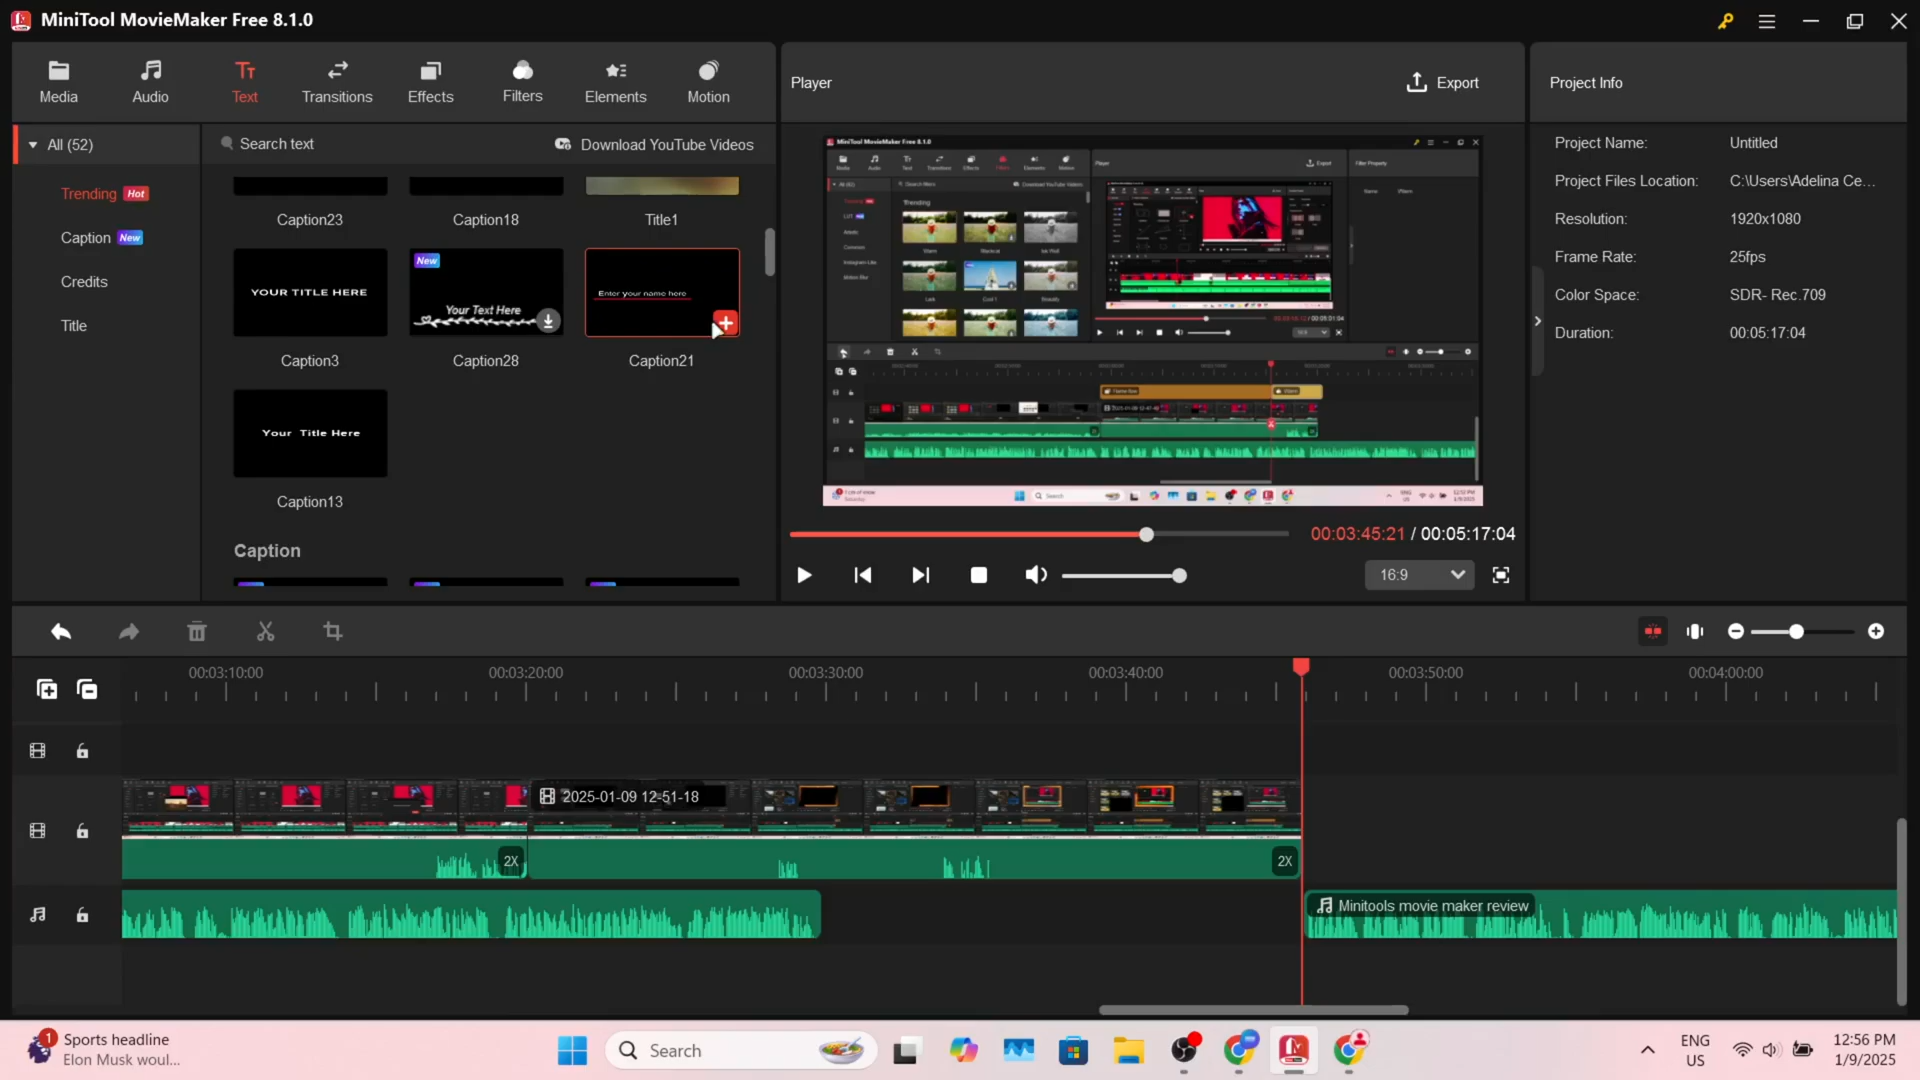 MiniTool MovieMaker Free 8.1.0
Media
Audio
Text
Transitions
Effects
Filters
Elements
Motion
Player
Export
Project Info
All (52)
Search text
Download YouTube Videos
Trending Hot
Caption New
Credits
Title
Caption23
Caption18
Title1
YOUR TITLE HERE
New
Your Text Here
Enter your name here
Caption3
Caption28
Caption21
Your Title Here
Caption13
Caption
MiniTool MovieMaker Free 8.1.0
Project Name:
Untitled
Project Files Location:
C:\Users\Adelina Ce...
Resolution:
1920x1080
Frame Rate:
25fps
Color Space:
SDR- Rec.709
Duration:
00:05:17:04
00:03:45:21 / 00:05:17:04
16:9
00:03:10:00
00:03:20:00
00:03:30:00
00:03:40:00
00:03:50:00
00:04:00:00
2025-01-09 12-51-18
2X
2X
Minitools movie maker review
1
Sports headline
Elon Musk woul...
Search
ENG
US
12:56 PM
1/9/2025